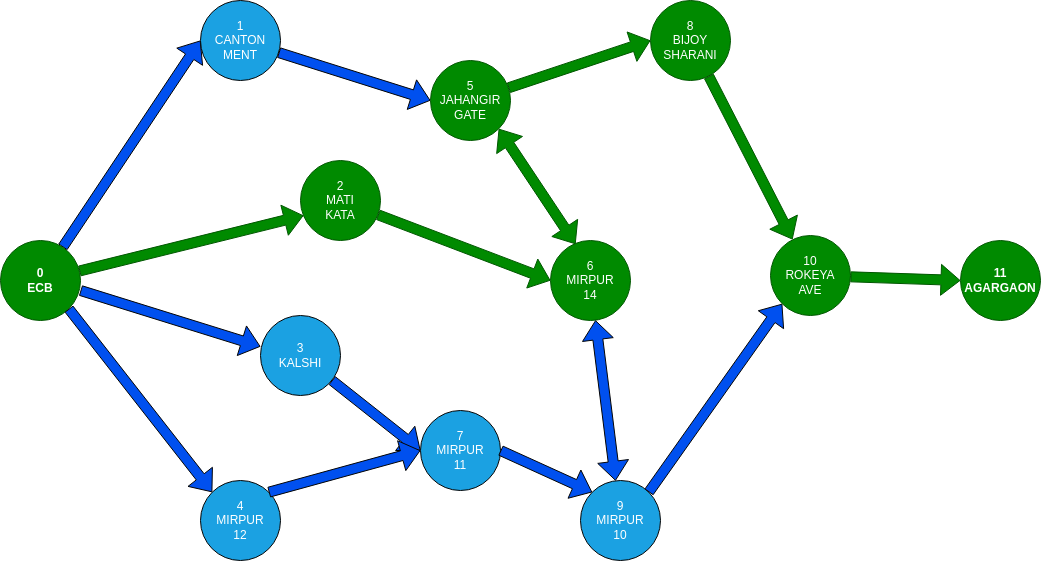 1
CANTON
MENT
8
BIJOY
SHARANI
5
JAHANGIR
GATE
2
MATI
KATA
0
ECB
6
MIRPUR
14
10
ROKEYA
AVE
11
AGARGAON
3
KALSHI
7
MIRPUR
11
4
MIRPUR
12
9
MIRPUR
10